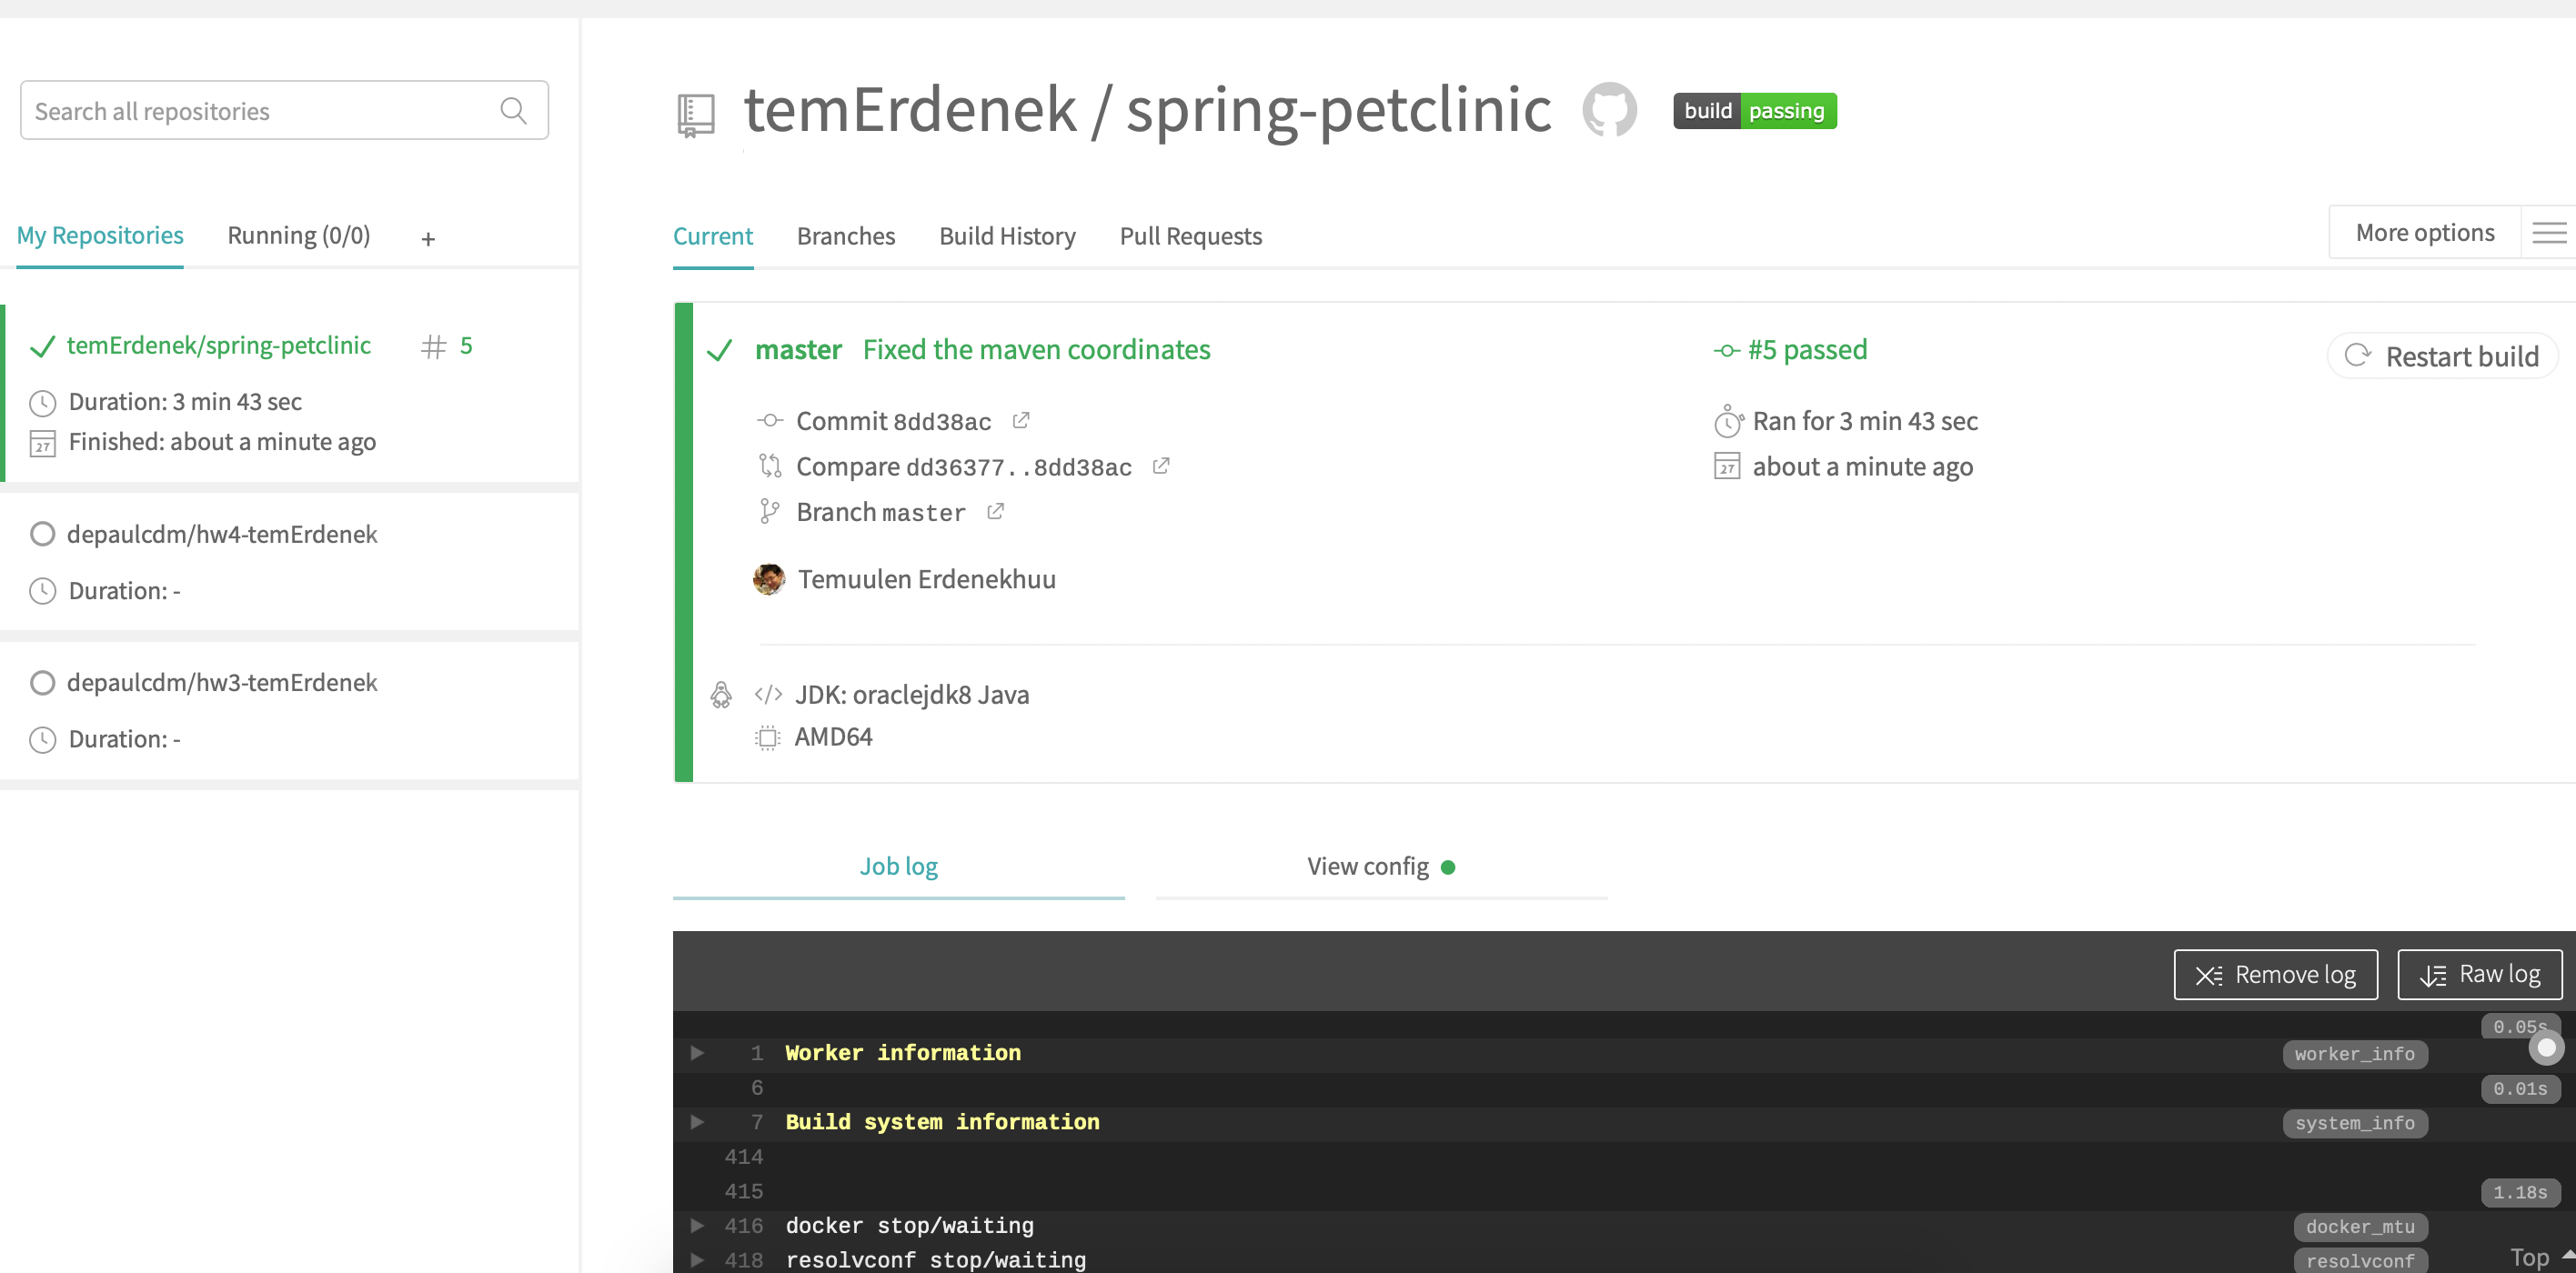 Search all repositories
My Repositories
Running (0/0)
+
temErdenek/spring-petclinic # 5
Duration: 3 min 43 sec
27 Finished: about a minute ago
depaulcdm/hw4-temErdenek
Duration: -
depaulcdm/hw3-temErdenek
Duration: -
temErdenek / spring-petclinic
build passing
Current
Branches
Build History
Pull Requests
More options
master Fixed the maven coordinates
Commit 8dd38ac
Compare dd36377..8dd38ac
Branch master
Temuulen Erdenekhuu
#5 passed
Ran for 3 min 43 sec
27 about a minute ago
Restart build
</> JDK: oraclejdk8 Java
AMD64
Job log
View config
Remove log
Raw log
0.05s
1 Worker information worker_info
6 0.01s
7 Build system information system_info
414
415 1.18s
416 docker stop/waiting docker_mtu
418 resolvconf stop/waiting resolvconf
Top